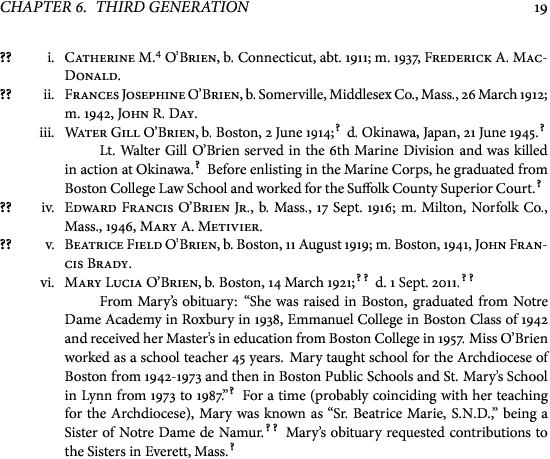 CHAPTER 6. THIRD GENERATION 19
?? i. Catherine M.⁴ O’Brien, b. Connecticut, abt. 1911; m. 1937, Frederick A. Mac-
Donald.
?? ii. Frances Josephine O’Brien, b. Somerville, Middlesex Co., Mass., 26 March 1912;
m. 1942, John R. Day.
iii. Water Gill O’Brien, b. Boston, 2 June 1914;? d. Okinawa, Japan, 21 June 1945.?
Lt. Walter Gill O’Brien served in the 6th Marine Division and was killed
in action at Okinawa.? Before enlisting in the Marine Corps, he graduated from
Boston College Law School and worked for the Suffolk County Superior Court.?
?? iv. Edward Francis O’Brien Jr., b. Mass., 17 Sept. 1916; m. Milton, Norfolk Co.,
Mass., 1946, Mary A. Metivier.
?? v. Beatrice Field O’Brien, b. Boston, 11 August 1919; m. Boston, 1941, John Fran-
cis Brady.
vi. Mary Lucia O’Brien, b. Boston, 14 March 1921;? ? d. 1 Sept. 2011.? ?
From Mary’s obituary: “She was raised in Boston, graduated from Notre
Dame Academy in Roxbury in 1938, Emmanuel College in Boston Class of 1942
and received her Master’s in education from Boston College in 1957. Miss O’Brien
worked as a school teacher 45 years. Mary taught school for the Archdiocese of
Boston from 1942-1973 and then in Boston Public Schools and St. Mary’s School
in Lynn from 1973 to 1987.”? For a time (probably coinciding with her teaching
for the Archdiocese), Mary was known as “Sr. Beatrice Marie, S.N.D.,” being a
Sister of Notre Dame de Namur.? ? Mary’s obituary requested contributions to
the Sisters in Everett, Mass.?